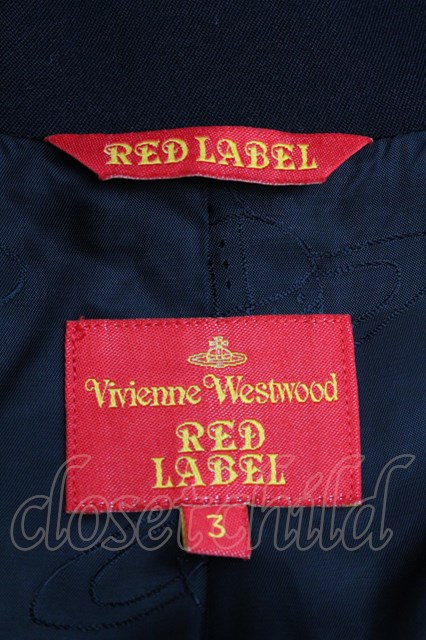 RED LABEL
Vivienne Westwood
RED
LABEL
closetchild
3